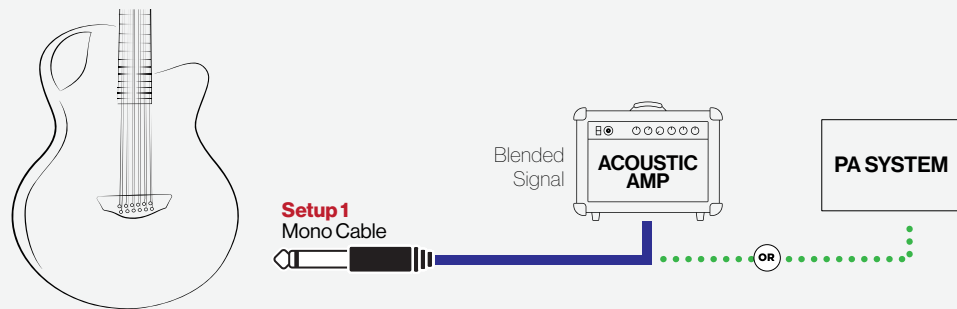 Setup 1
Mono Cable
Blended
Signal
ACOUSTIC
AMP
OR
PA SYSTEM